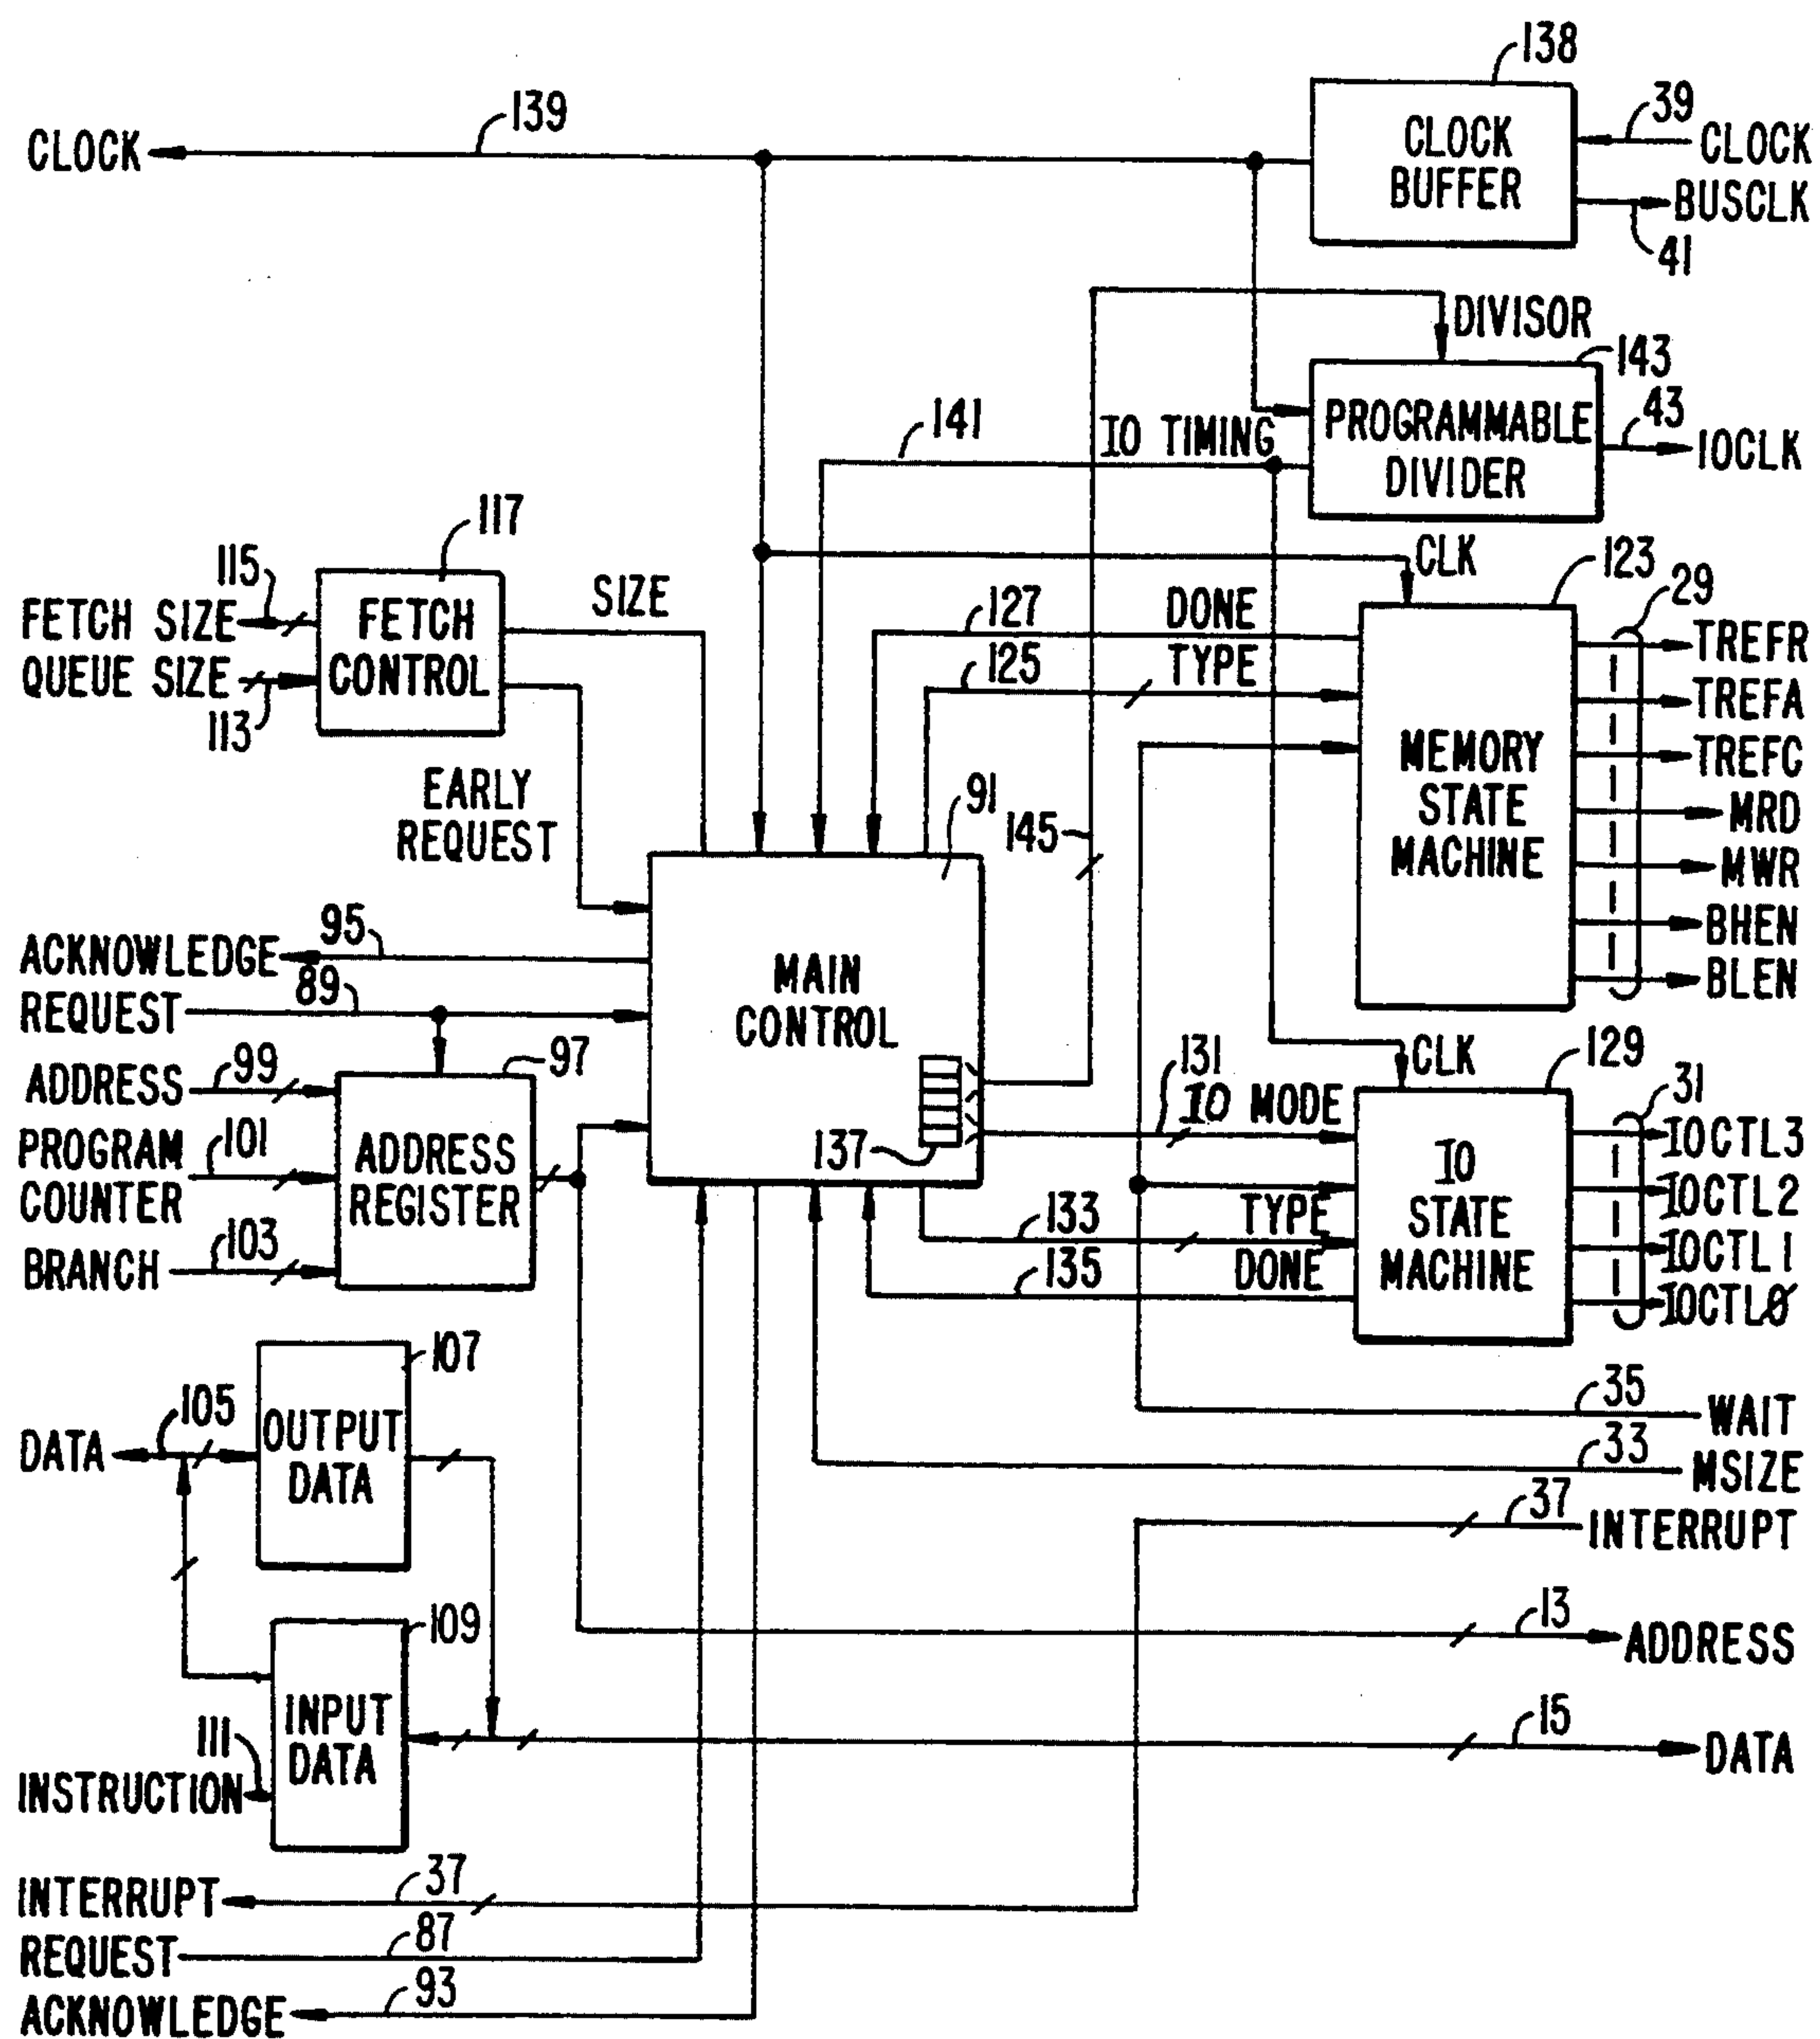 138
CLOCK
139
CLOCK
BUFFER
39
CLOCK
BUSCLK
41
DIVISOR
143
141
IO TIMING
PROGRAMMABLE
DIVIDER
43
IOCLK
117
115
FETCH SIZE
QUEUE SIZE
113
FETCH
CONTROL
SIZE
EARLY
REQUEST
CLK
123
29
127
DONE
125
TYPE
MEMORY
STATE
MACHINE
TREFR
TREFA
TREFC
MRD
MWR
BHEN
BLEN
91
145
ACKNOWLEDGE
95
REQUEST
89
MAIN
CONTROL
137
ADDRESS
99
97
PROGRAM
COUNTER
101
BRANCH
103
ADDRESS
REGISTER
CLK
129
131
IO MODE
31
133
TYPE
135
DONE
IO
STATE
MACHINE
IOCTL3
IOCTL2
IOCTL1
IOCTL0
107
DATA
105
OUTPUT
DATA
35
WAIT
33
MSIZE
37
INTERRUPT
109
13
ADDRESS
INPUT
DATA
111
INSTRUCTION
15
DATA
INTERRUPT
37
REQUEST
87
ACKNOWLEDGE
93